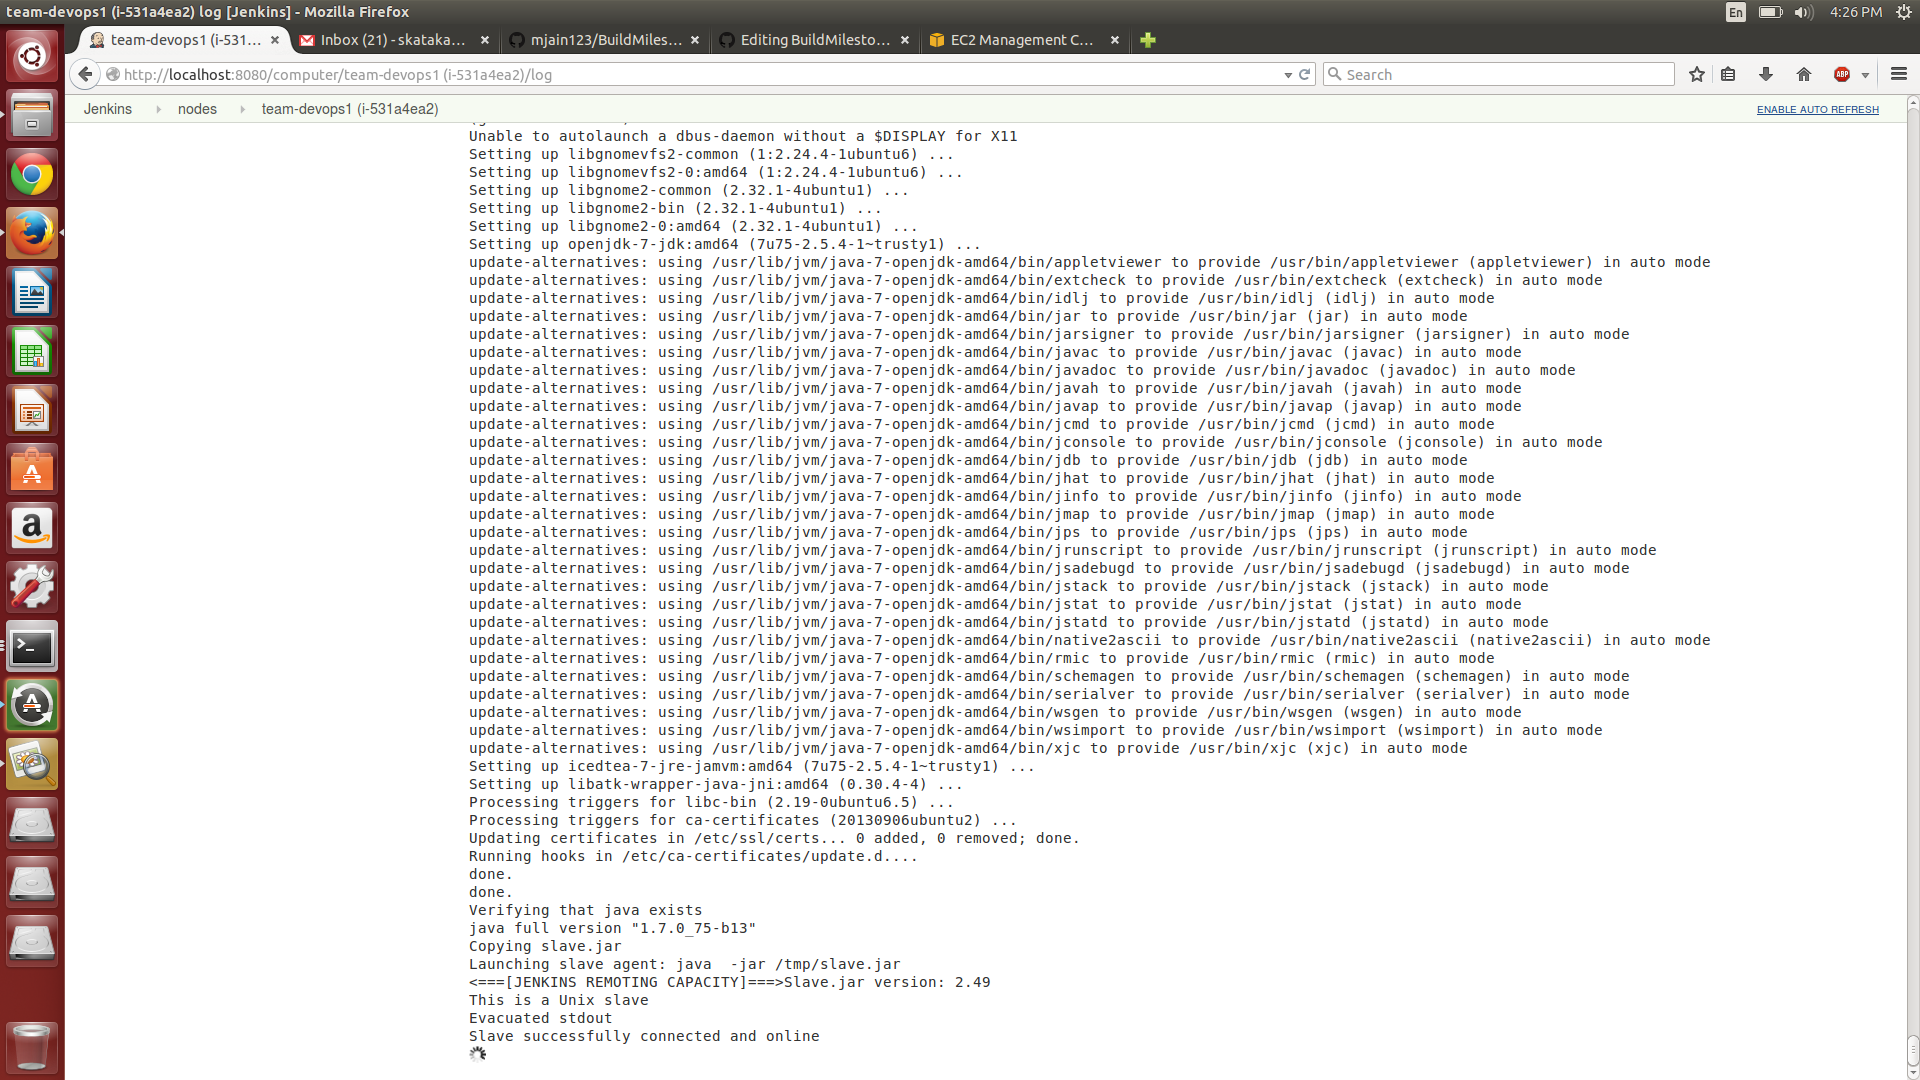 team-devops1 (i-531a4ea2) log [Jenkins] - Mozilla Firefox
En
4:26 PM
team-devops1 (i-531...
Inbox (21) - skataka...
mjain123/BuildMiles...
Editing BuildMilesto...
EC2 Management C...
http://localhost:8080/computer/team-devops1 (i-531a4ea2)/log
Search
ABP
Jenkins
nodes
team-devops1 (i-531a4ea2)
ENABLE AUTO REFRESH
Unable to autolaunch a dbus-daemon without a $DISPLAY for X11
Setting up libgnomevfs2-common (1:2.24.4-1ubuntu6) ...
Setting up libgnomevfs2-0:amd64 (1:2.24.4-1ubuntu6) ...
Setting up libgnome2-common (2.32.1-4ubuntu1) ...
Setting up libgnome2-bin (2.32.1-4ubuntu1) ...
Setting up libgnome2-0:amd64 (2.32.1-4ubuntu1) ...
Setting up openjdk-7-jdk:amd64 (7u75-2.5.4-1~trusty1) ...
update-alternatives: using /usr/lib/jvm/java-7-openjdk-amd64/bin/appletviewer to provide /usr/bin/appletviewer (appletviewer) in auto mode
update-alternatives: using /usr/lib/jvm/java-7-openjdk-amd64/bin/extcheck to provide /usr/bin/extcheck (extcheck) in auto mode
update-alternatives: using /usr/lib/jvm/java-7-openjdk-amd64/bin/idlj to provide /usr/bin/idlj (idlj) in auto mode
update-alternatives: using /usr/lib/jvm/java-7-openjdk-amd64/bin/jar to provide /usr/bin/jar (jar) in auto mode
update-alternatives: using /usr/lib/jvm/java-7-openjdk-amd64/bin/jarsigner to provide /usr/bin/jarsigner (jarsigner) in auto mode
update-alternatives: using /usr/lib/jvm/java-7-openjdk-amd64/bin/javac to provide /usr/bin/javac (javac) in auto mode
update-alternatives: using /usr/lib/jvm/java-7-openjdk-amd64/bin/javadoc to provide /usr/bin/javadoc (javadoc) in auto mode
update-alternatives: using /usr/lib/jvm/java-7-openjdk-amd64/bin/javah to provide /usr/bin/javah (javah) in auto mode
update-alternatives: using /usr/lib/jvm/java-7-openjdk-amd64/bin/javap to provide /usr/bin/javap (javap) in auto mode
update-alternatives: using /usr/lib/jvm/java-7-openjdk-amd64/bin/jcmd to provide /usr/bin/jcmd (jcmd) in auto mode
update-alternatives: using /usr/lib/jvm/java-7-openjdk-amd64/bin/jconsole to provide /usr/bin/jconsole (jconsole) in auto mode
update-alternatives: using /usr/lib/jvm/java-7-openjdk-amd64/bin/jdb to provide /usr/bin/jdb (jdb) in auto mode
update-alternatives: using /usr/lib/jvm/java-7-openjdk-amd64/bin/jhat to provide /usr/bin/jhat (jhat) in auto mode
update-alternatives: using /usr/lib/jvm/java-7-openjdk-amd64/bin/jinfo to provide /usr/bin/jinfo (jinfo) in auto mode
update-alternatives: using /usr/lib/jvm/java-7-openjdk-amd64/bin/jmap to provide /usr/bin/jmap (jmap) in auto mode
update-alternatives: using /usr/lib/jvm/java-7-openjdk-amd64/bin/jps to provide /usr/bin/jps (jps) in auto mode
update-alternatives: using /usr/lib/jvm/java-7-openjdk-amd64/bin/jrunscript to provide /usr/bin/jrunscript (jrunscript) in auto mode
update-alternatives: using /usr/lib/jvm/java-7-openjdk-amd64/bin/jsadebugd to provide /usr/bin/jsadebugd (jsadebugd) in auto mode
update-alternatives: using /usr/lib/jvm/java-7-openjdk-amd64/bin/jstack to provide /usr/bin/jstack (jstack) in auto mode
update-alternatives: using /usr/lib/jvm/java-7-openjdk-amd64/bin/jstat to provide /usr/bin/jstat (jstat) in auto mode
update-alternatives: using /usr/lib/jvm/java-7-openjdk-amd64/bin/jstatd to provide /usr/bin/jstatd (jstatd) in auto mode
update-alternatives: using /usr/lib/jvm/java-7-openjdk-amd64/bin/native2ascii to provide /usr/bin/native2ascii (native2ascii) in auto mode
update-alternatives: using /usr/lib/jvm/java-7-openjdk-amd64/bin/rmic to provide /usr/bin/rmic (rmic) in auto mode
update-alternatives: using /usr/lib/jvm/java-7-openjdk-amd64/bin/schemagen to provide /usr/bin/schemagen (schemagen) in auto mode
update-alternatives: using /usr/lib/jvm/java-7-openjdk-amd64/bin/serialver to provide /usr/bin/serialver (serialver) in auto mode
update-alternatives: using /usr/lib/jvm/java-7-openjdk-amd64/bin/wsgen to provide /usr/bin/wsgen (wsgen) in auto mode
update-alternatives: using /usr/lib/jvm/java-7-openjdk-amd64/bin/wsimport to provide /usr/bin/wsimport (wsimport) in auto mode
update-alternatives: using /usr/lib/jvm/java-7-openjdk-amd64/bin/xjc to provide /usr/bin/xjc (xjc) in auto mode
Setting up icedtea-7-jre-jamvm:amd64 (7u75-2.5.4-1~trusty1) ...
Setting up libatk-wrapper-java-jni:amd64 (0.30.4-4) ...
Processing triggers for libc-bin (2.19-0ubuntu6.5) ...
Processing triggers for ca-certificates (20130906ubuntu2) ...
Updating certificates in /etc/ssl/certs... 0 added, 0 removed; done.
Running hooks in /etc/ca-certificates/update.d....
done.
done.
Verifying that java exists
java full version "1.7.0_75-b13"
Copying slave.jar
Launching slave agent: java  -jar /tmp/slave.jar
<===[JENKINS REMOTING CAPACITY]===>Slave.jar version: 2.49
This is a Unix slave
Evacuated stdout
Slave successfully connected and online